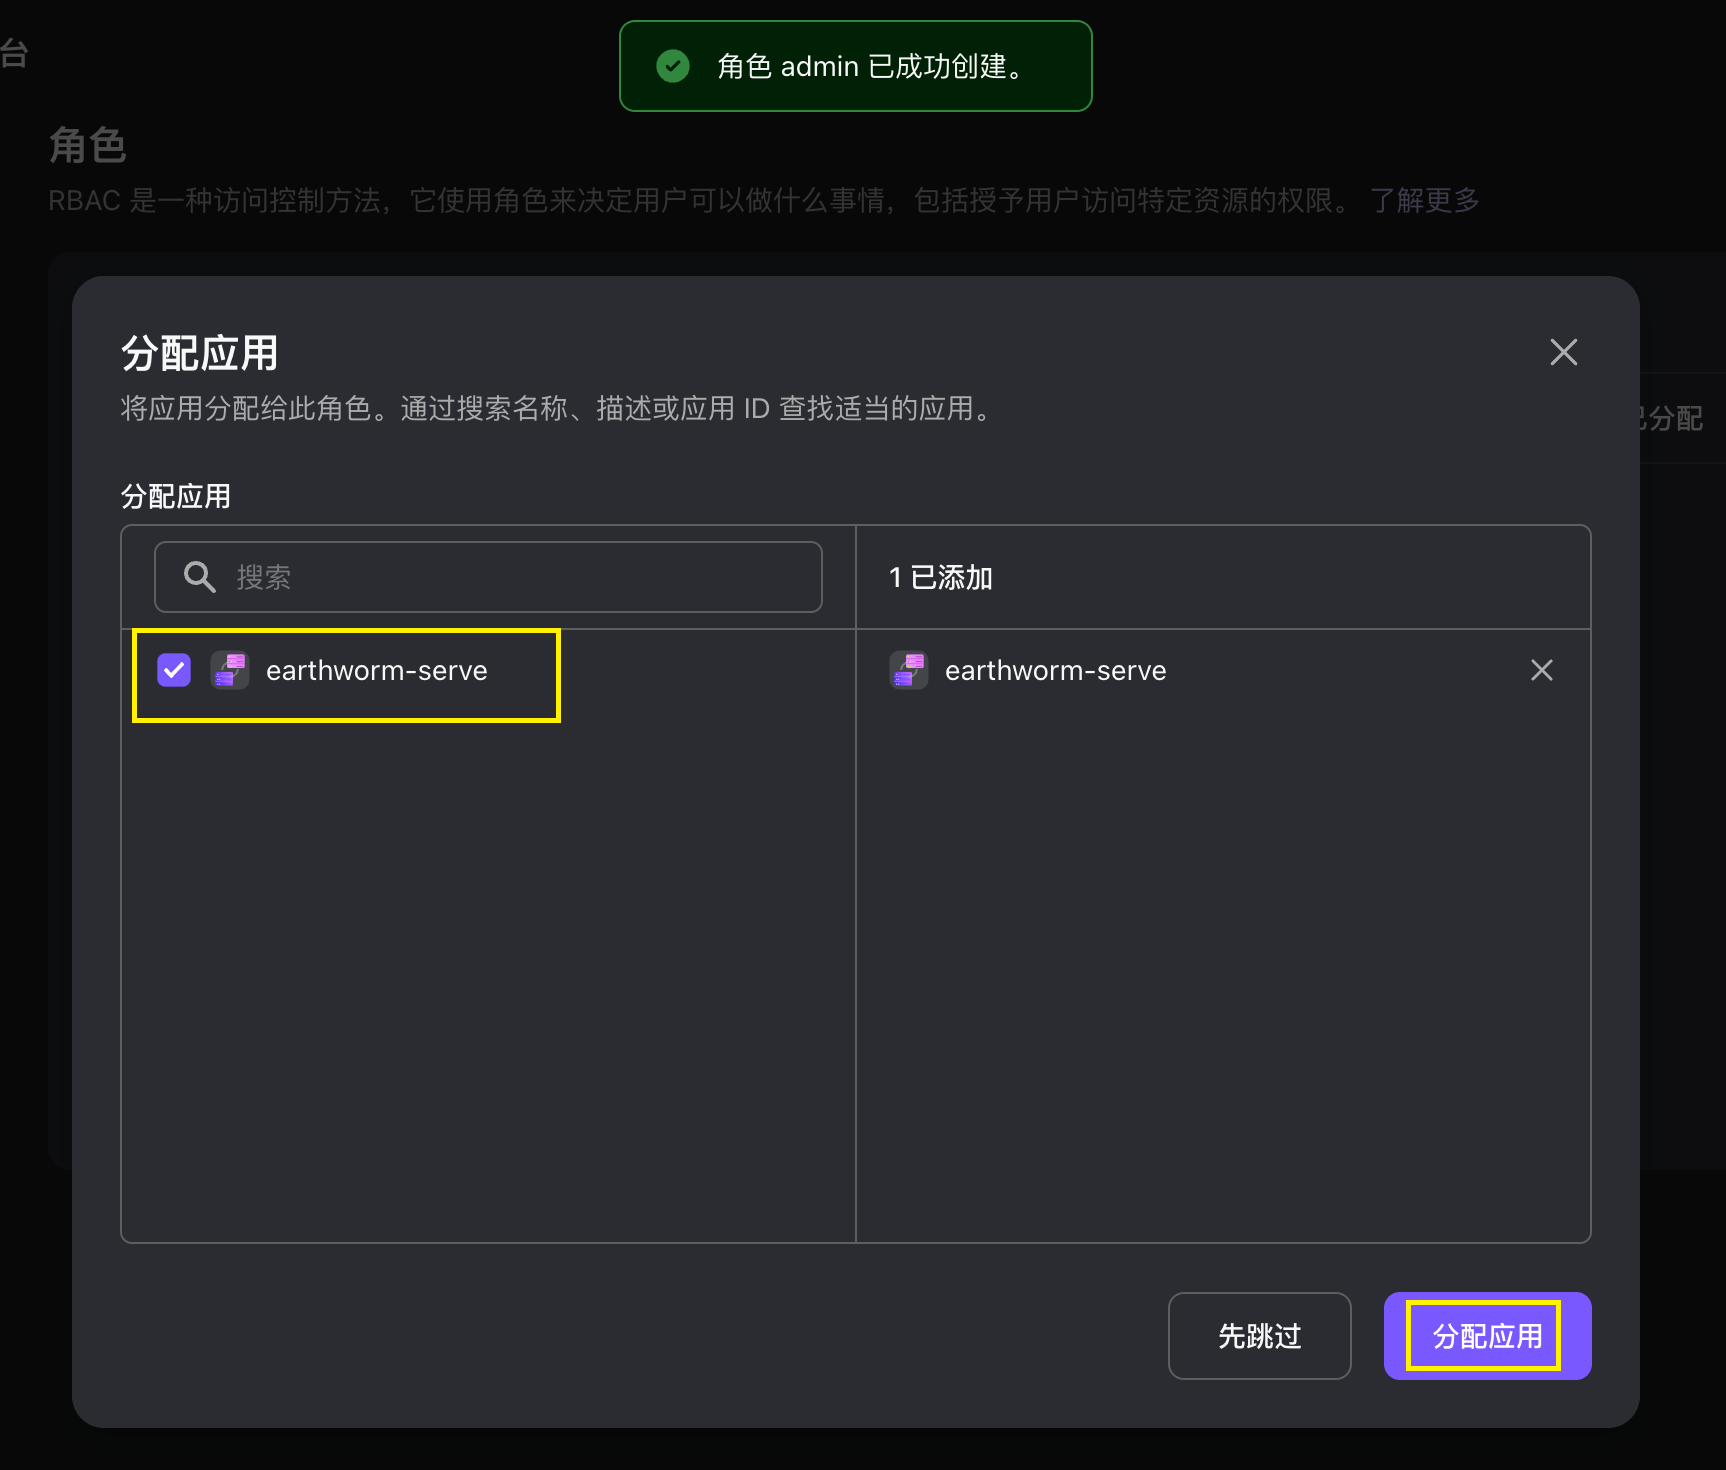 角色 admin 已成功创建。
台
角色
RBAC 是一种访问控制方法，它使用角色来决定用户可以做什么事情，包括授予用户访问特定资源的权限。 了解更多
分配应用
将应用分配给此角色。通过搜索名称、描述或应用 ID 查找适当的应用。
已分配
分配应用
搜索
1 已添加
earthworm-serve
earthworm-serve
先跳过
分配应用